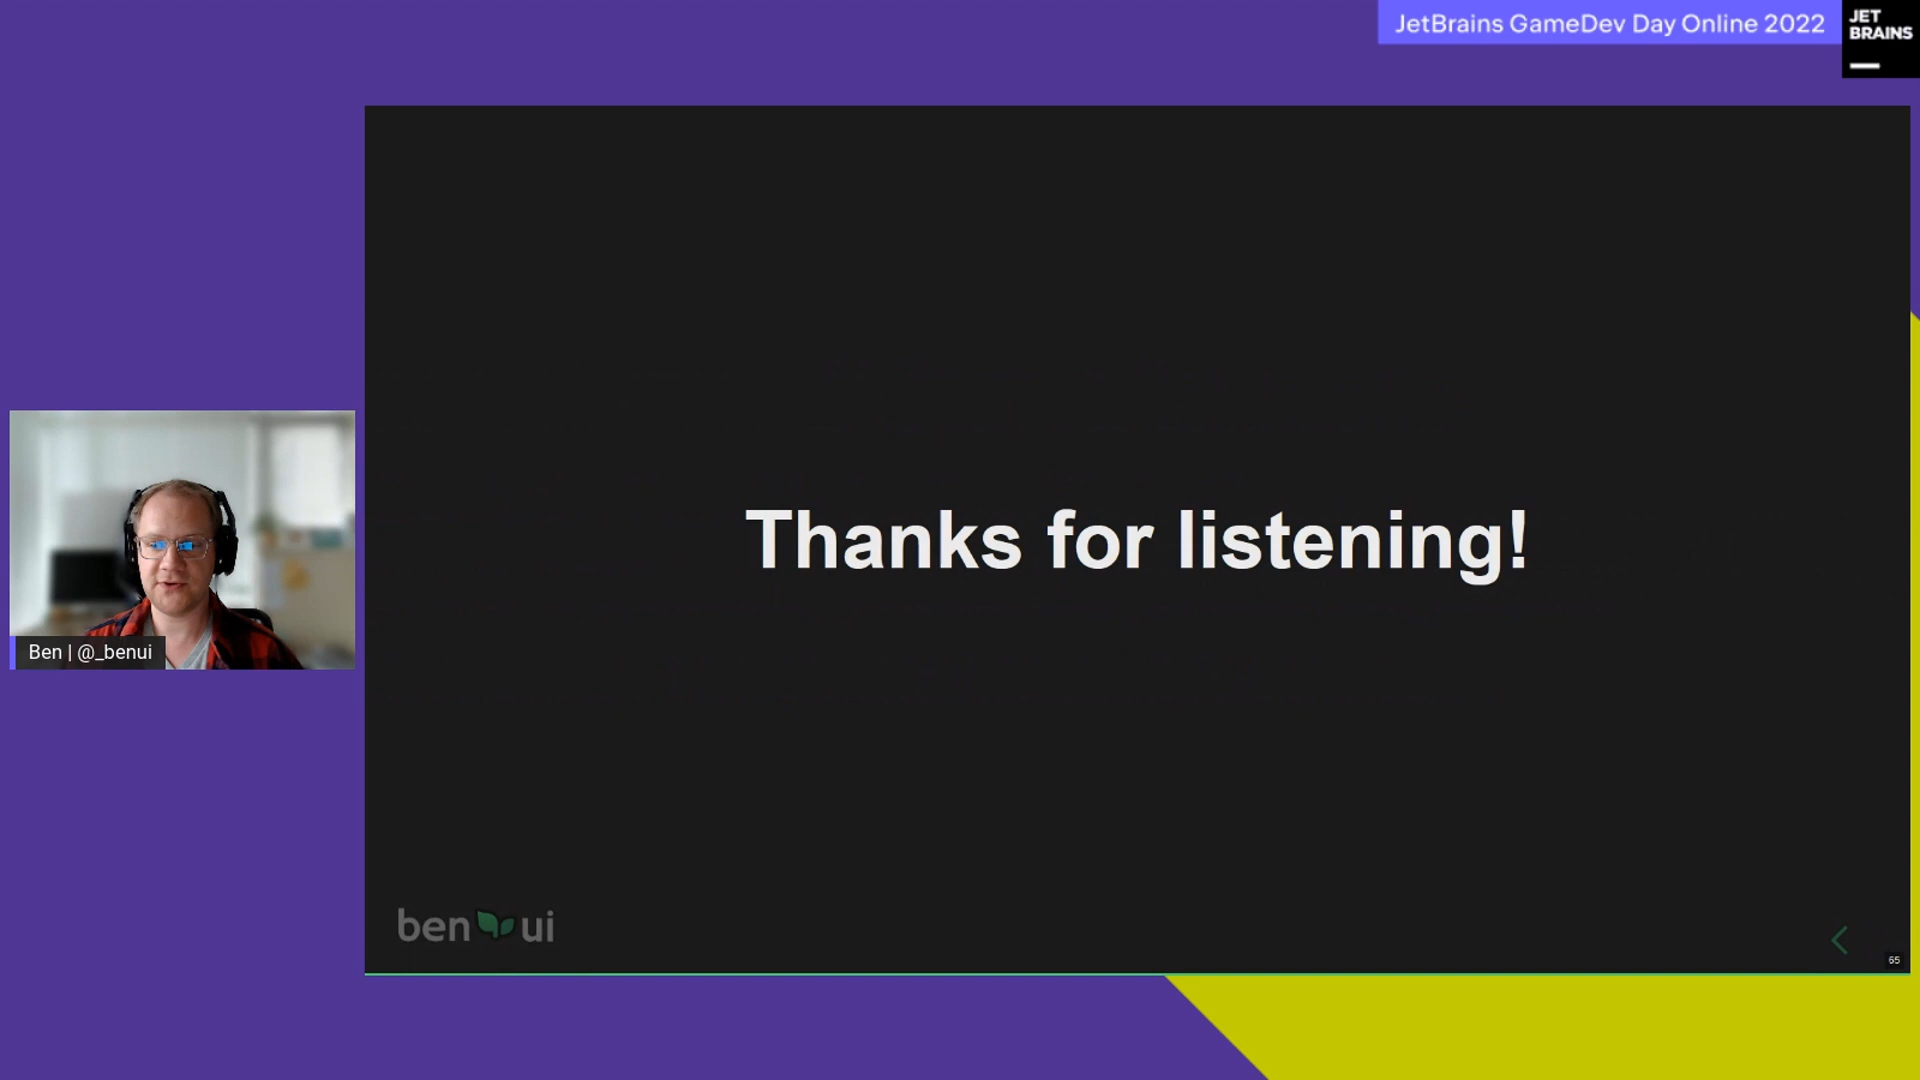 JetBrains GameDev Day Online 2022
JET
BRAINS
Thanks for listening!
Ben | @_benui
ben ui
65